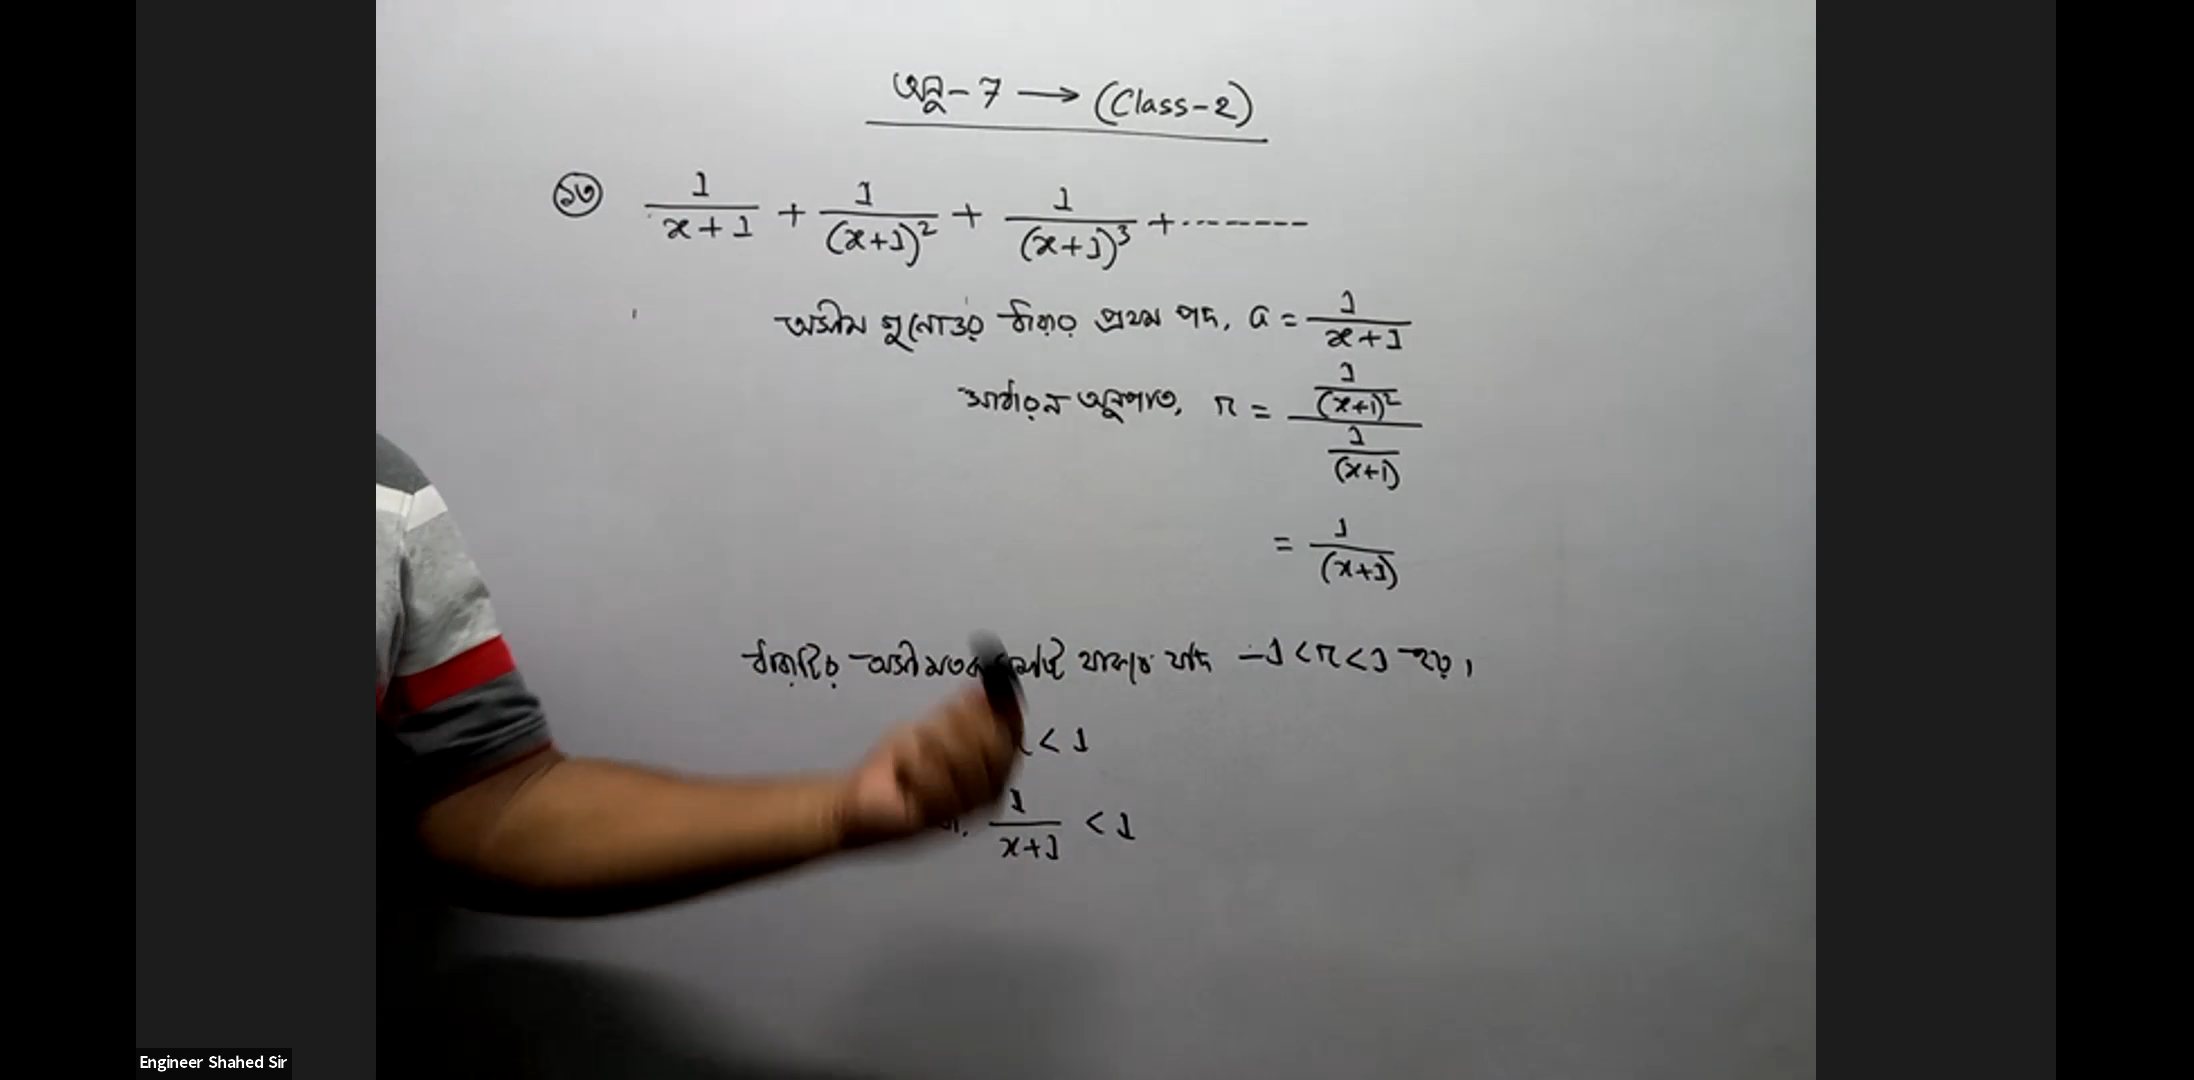 অনু-7 → (Class-2)
১৩ 1/(x+1) + 1/(x+1)² + 1/(x+1)³ + --------
অসীম গুনোত্তর ধারার প্রথম পদ, a = 1/(x+1)
সাধারন অনুপাত, r = (1/(x+1)²)/(1/(x+1))
= 1/(x+1)
ধারাটির অসীমতক থাকবে যদি -1 < r < 1 হয়।
< 1
1/(x+1) < 1
Engineer Shahed Sir